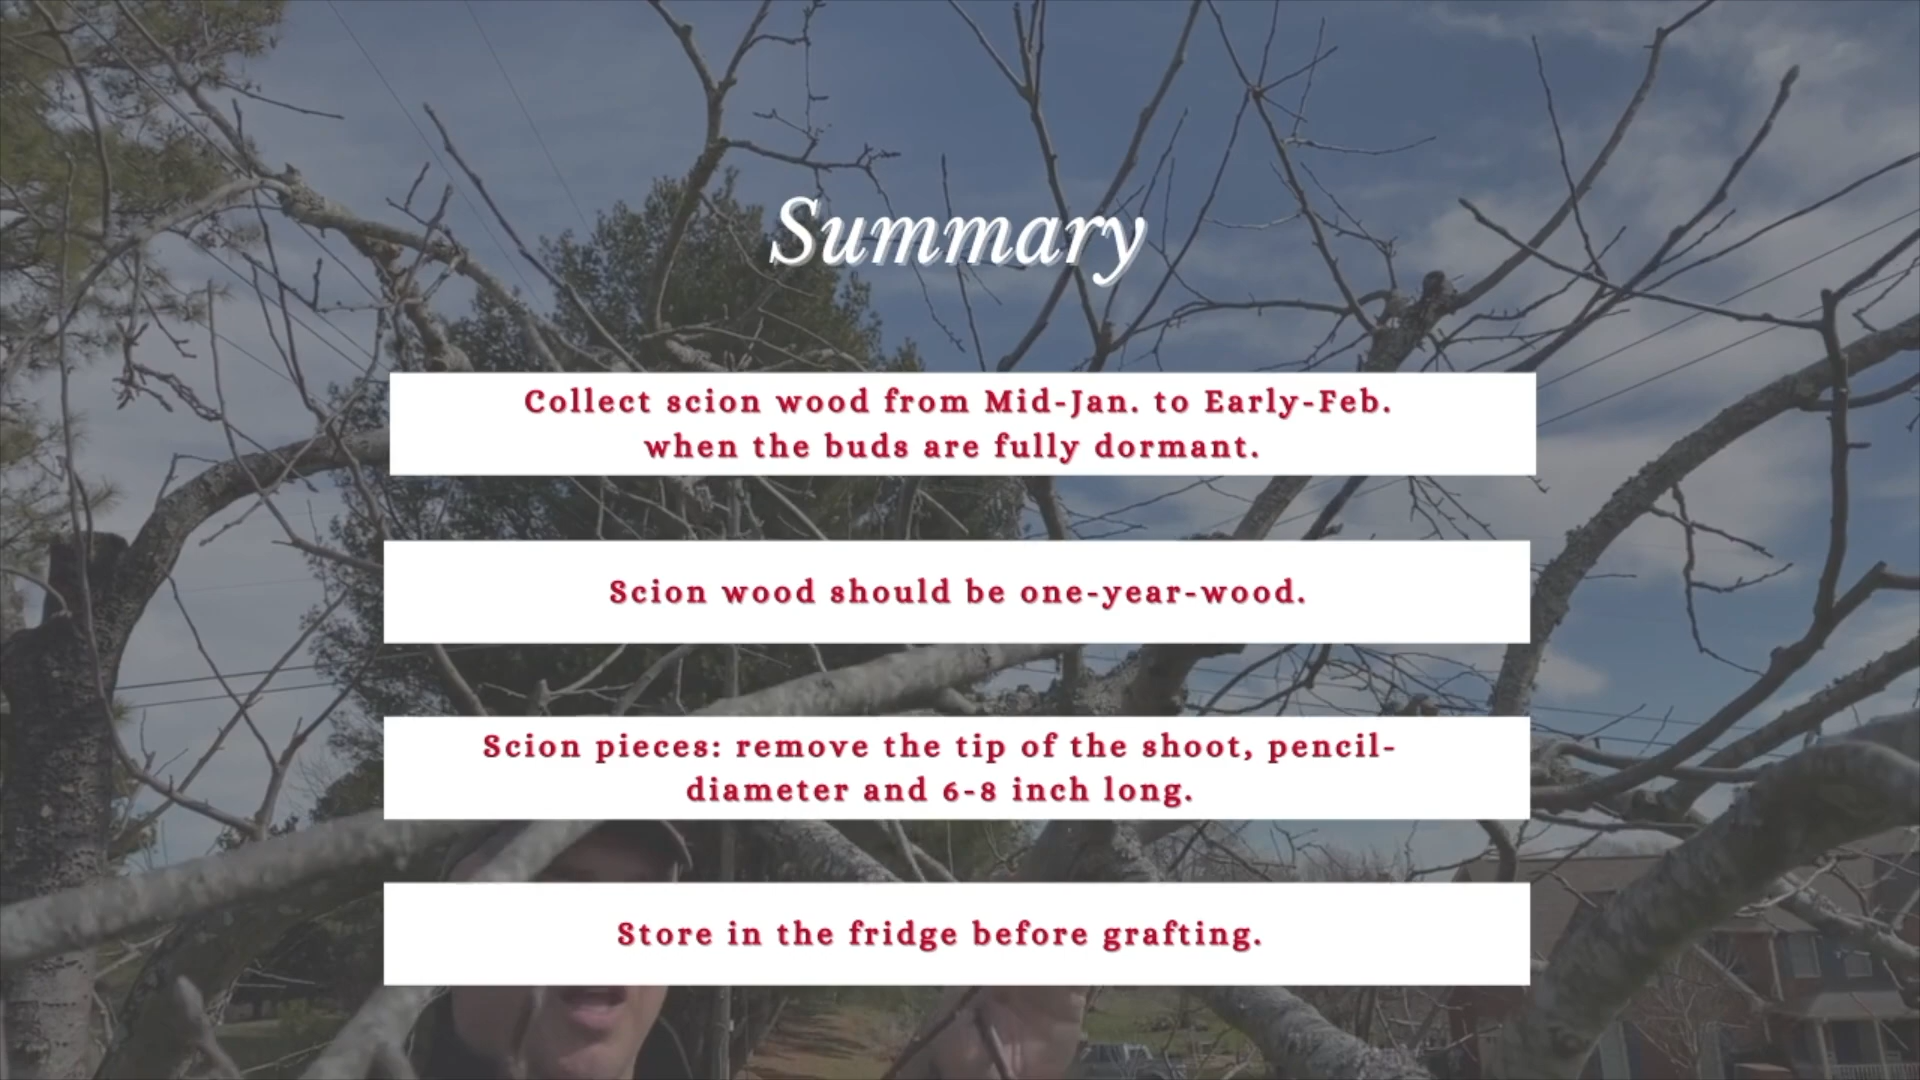 Summary
Collect scion wood from Mid-Jan. to Early-Feb.
when the buds are fully dormant.
Scion wood should be one-year-wood.
Scion pieces: remove the tip of the shoot, pencil-
diameter and 6-8 inch long.
Store in the fridge before grafting.